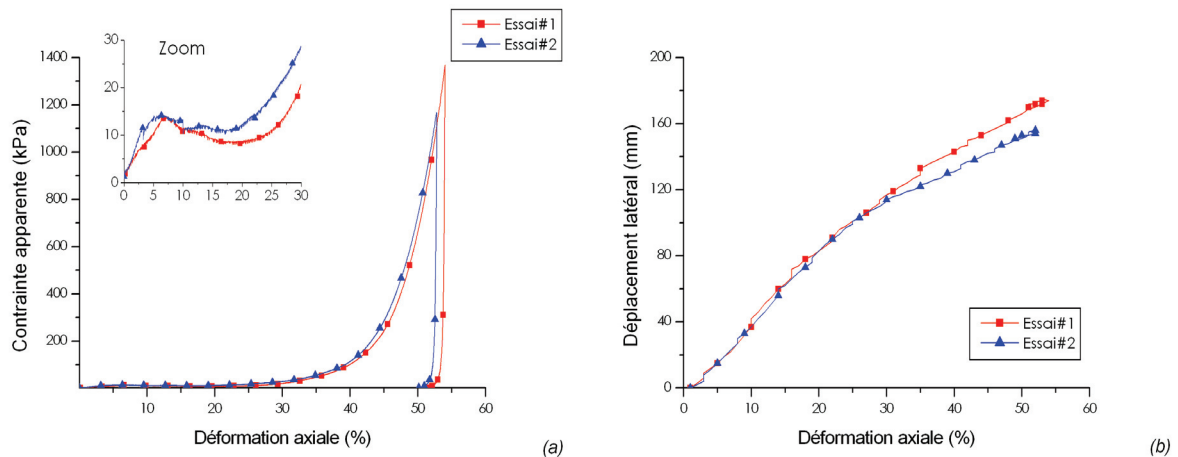 Essai#1
Essai#2
Zoom
30
20
10
0
0 5 10 15 20 25 30
Contrainte apparente (kPa)
1400
1200
1000
800
600
400
200
10 20 30 40 50 60
Déformation axiale (%)
(a)
Déplacement latéral (mm)
200
160
120
80
40
0
0 10 20 30 40 50 60
Essai#1
Essai#2
Déformation axiale (%)
(b)